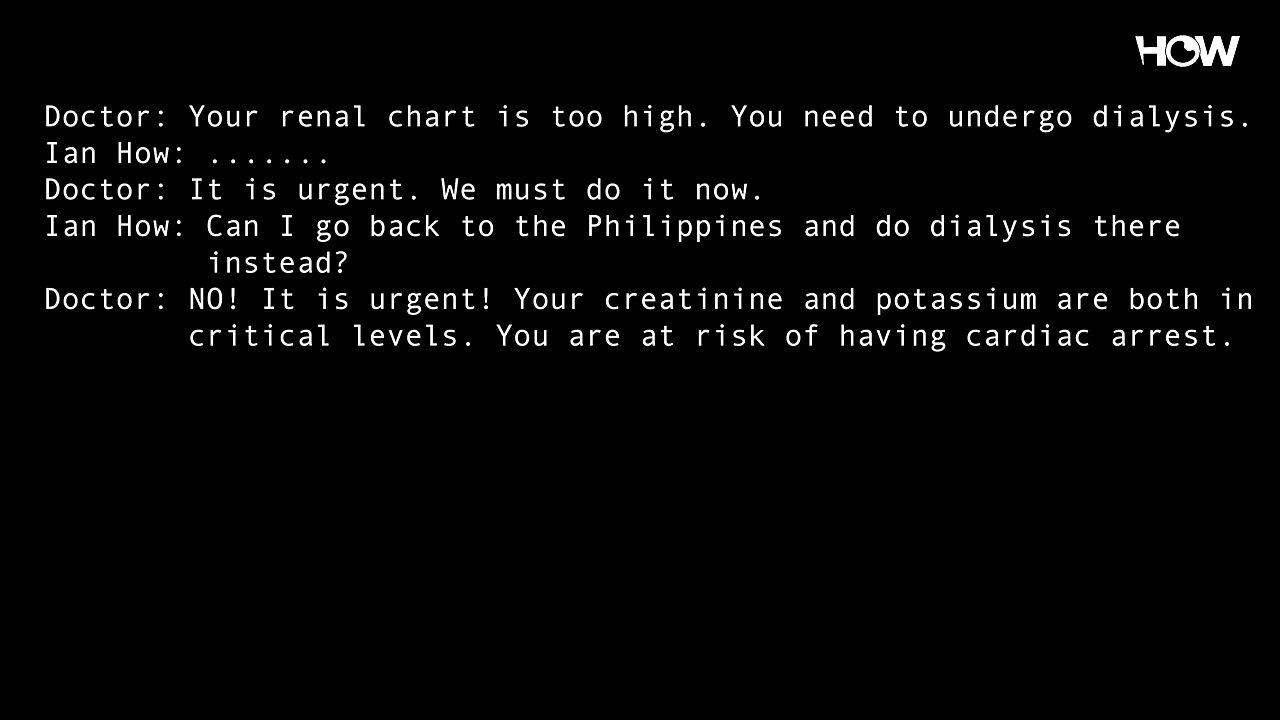 HOW
Doctor: Your renal chart is too high. You need to undergo dialysis.
Ian How: .......
Doctor: It is urgent. We must do it now.
Ian How: Can I go back to the Philippines and do dialysis there
instead?
Doctor: NO! It is urgent! Your creatinine and potassium are both in
critical levels. You are at risk of having cardiac arrest.